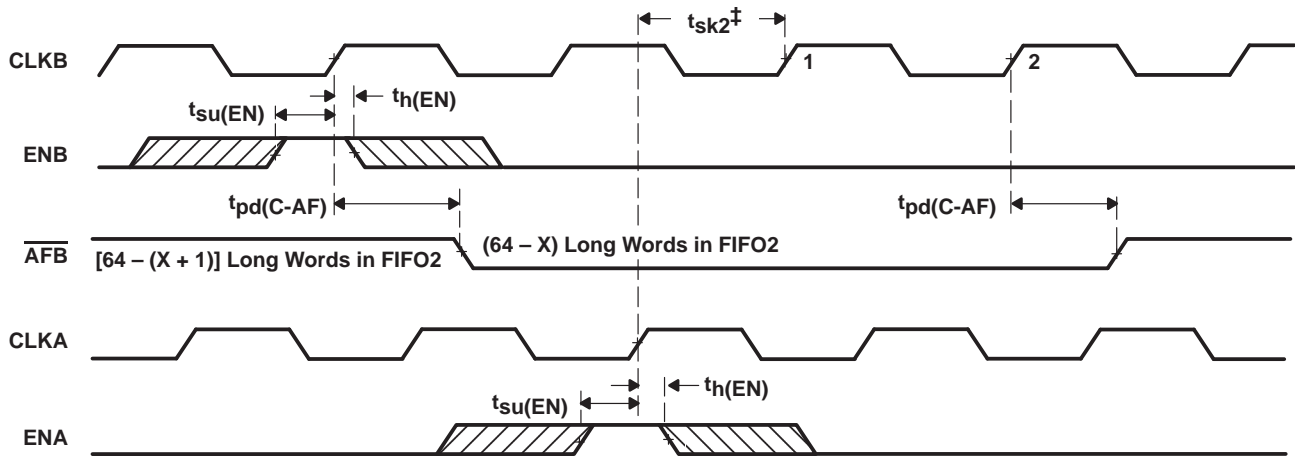 tsk2‡
CLKB
1
2
tsu(EN)
th(EN)
ENB
tpd(C-AF)
tpd(C-AF)
AFB
[64 – (X + 1)] Long Words in FIFO2
(64 – X) Long Words in FIFO2
CLKA
tsu(EN)
th(EN)
ENA